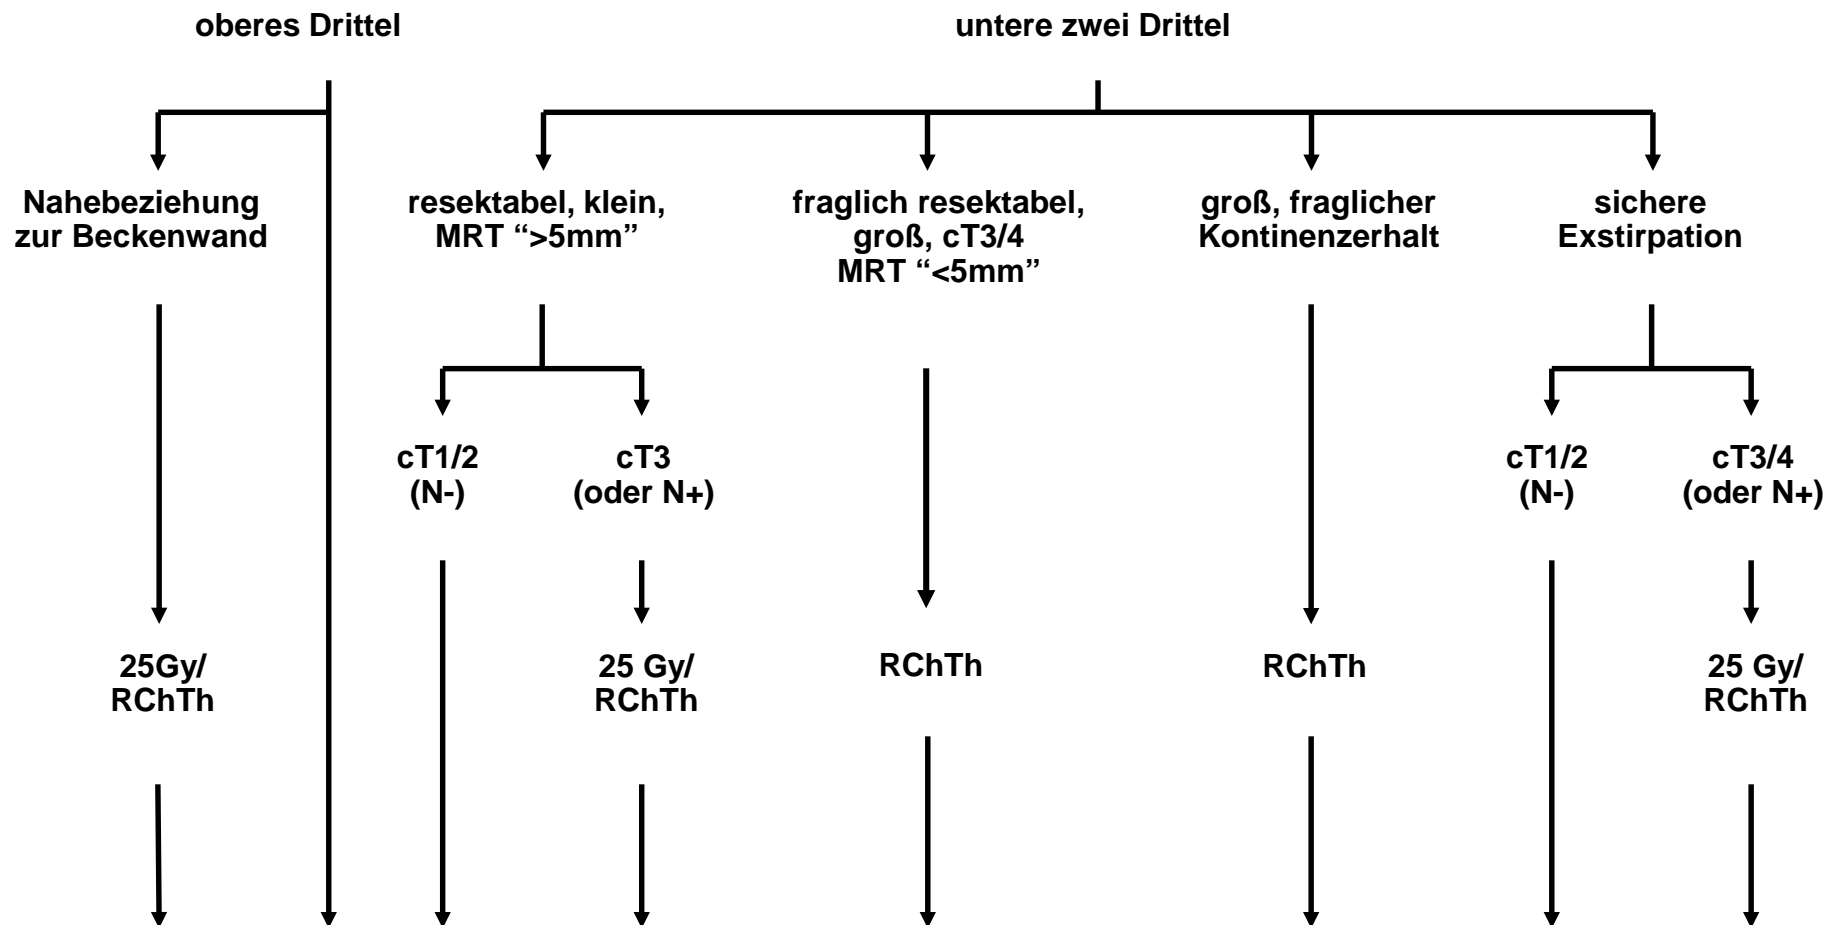 oberes Drittel
untere zwei Drittel
Nahebeziehung
zur Beckenwand
resektabel, klein,
MRT “>5mm”
fraglich resektabel,
groß, cT3/4
MRT “<5mm”
groß, fraglicher
Kontinenzerhalt
sichere
Exstirpation
cT1/2
(N-)
cT3
(oder N+)
cT1/2
(N-)
cT3/4
(oder N+)
25Gy/
RChTh
25 Gy/
RChTh
RChTh
RChTh
25 Gy/
RChTh